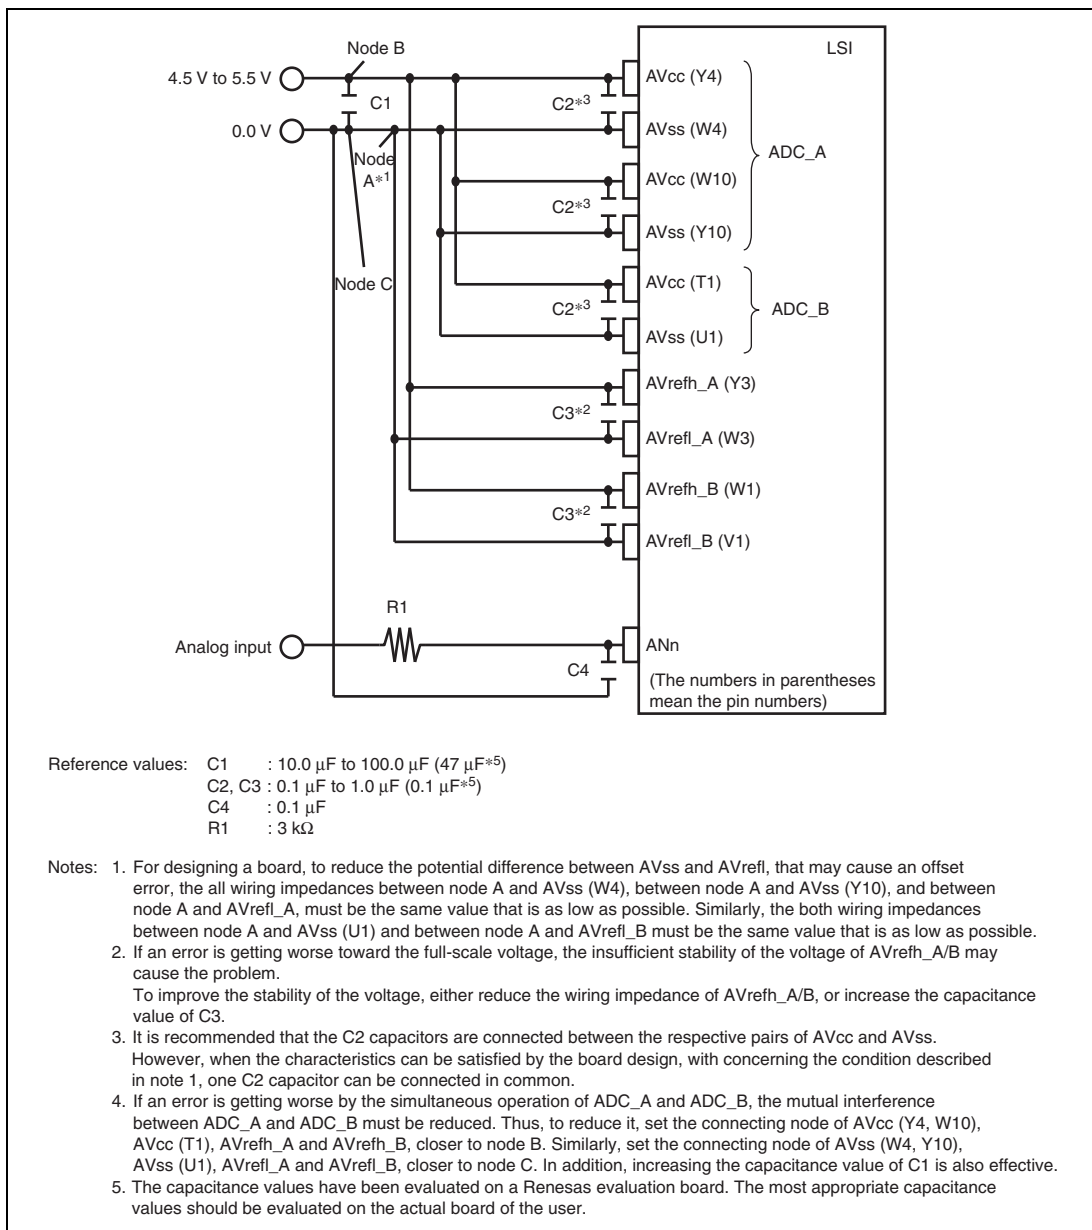 LSI
Node B
4.5 V to 5.5 V
C1
0.0 V
Node
A*1
Node C
C2*3
AVcc (Y4)
AVss (W4)
ADC_A
C2*3
AVcc (W10)
AVss (Y10)
C2*3
AVcc (T1)
ADC_B
AVss (U1)
AVrefh_A (Y3)
C3*2
AVrefl_A (W3)
AVrefh_B (W1)
C3*2
AVrefl_B (V1)
R1
Analog input
ANn
C4
(The numbers in parentheses
mean the pin numbers)
Reference values: C1 : 10.0 μF to 100.0 μF (47 μF*5)
C2, C3 : 0.1 μF to 1.0 μF (0.1 μF*5)
C4 : 0.1 μF
R1 : 3 kΩ
Notes: 1. For designing a board, to reduce the potential difference between AVss and AVrefl, that may cause an offset
error, the all wiring impedances between node A and AVss (W4), between node A and AVss (Y10), and between
node A and AVrefl_A, must be the same value that is as low as possible. Similarly, the both wiring impedances
between node A and AVss (U1) and between node A and AVrefl_B must be the same value that is as low as possible.
2. If an error is getting worse toward the full-scale voltage, the insufficient stability of the voltage of AVrefh_A/B may
cause the problem.
To improve the stability of the voltage, either reduce the wiring impedance of AVrefh_A/B, or increase the capacitance
value of C3.
3. It is recommended that the C2 capacitors are connected between the respective pairs of AVcc and AVss.
However, when the characteristics can be satisfied by the board design, with concerning the condition described
in note 1, one C2 capacitor can be connected in common.
4. If an error is getting worse by the simultaneous operation of ADC_A and ADC_B, the mutual interference
between ADC_A and ADC_B must be reduced. Thus, to reduce it, set the connecting node of AVcc (Y4, W10),
AVcc (T1), AVrefh_A and AVrefh_B, closer to node B. Similarly, set the connecting node of AVss (W4, Y10),
AVss (U1), AVrefl_A and AVrefl_B, closer to node C. In addition, increasing the capacitance value of C1 is also effective.
5. The capacitance values have been evaluated on a Renesas evaluation board. The most appropriate capacitance
values should be evaluated on the actual board of the user.